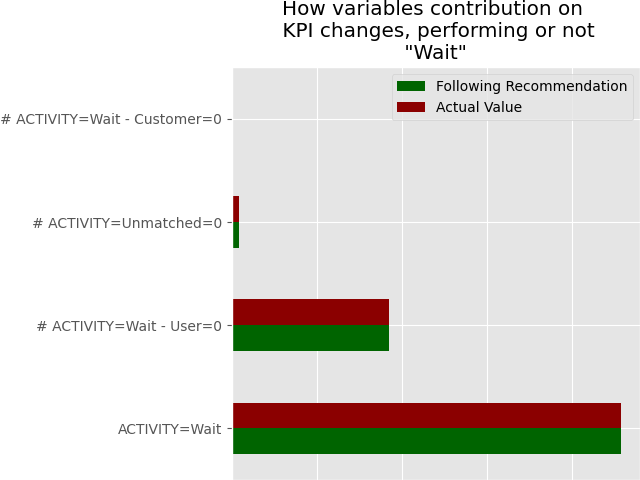 How variables contribution on
KPI changes, performing or not
"Wait"
Following Recommendation
Actual Value
# ACTIVITY=Wait - Customer=0
# ACTIVITY=Unmatched=0
# ACTIVITY=Wait - User=0
ACTIVITY=Wait